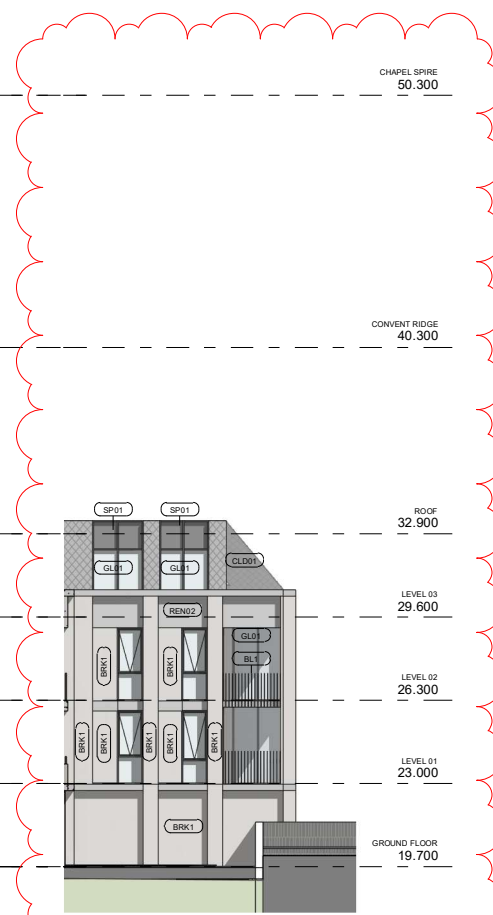 CHAPEL SPIRE
50.300
CONVENT RIDGE
40.300
SP01 SP01
ROOF
32.900
GL01 GL01 CLD01
LEVEL 03
29.600
REN02
GL01
BL1
BRK1 BRK1
LEVEL 02
26.300
BRK1 BRK1 BRK1 BRK1 BRK1
LEVEL 01
23.000
BRK1
GROUND FLOOR
19.700